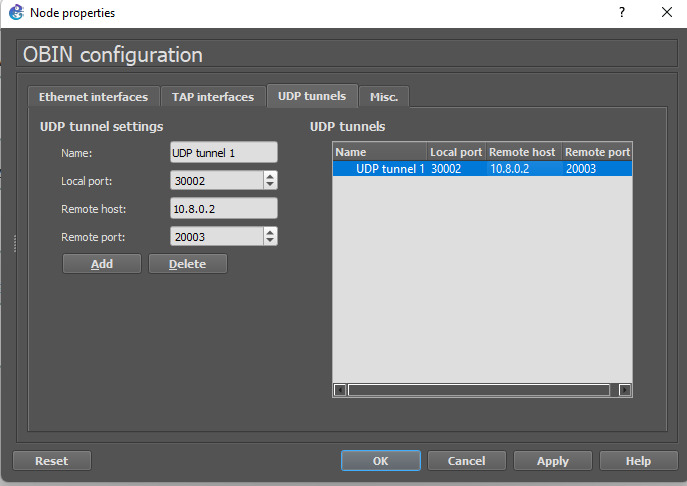 Node properties
?
OBIN configuration
Ethernet interfaces TAP interfaces UDP tunnels Misc.
UDP tunnel settings
Name: UDP tunnel 1
Local port: 30002
Remote host: 10.8.0.2
Remote port: 20003
Add Delete
UDP tunnels
Name Local port Remote host Remote port
UDP tunnel 1 30002 10.8.0.2 20003
Reset OK Cancel Apply Help